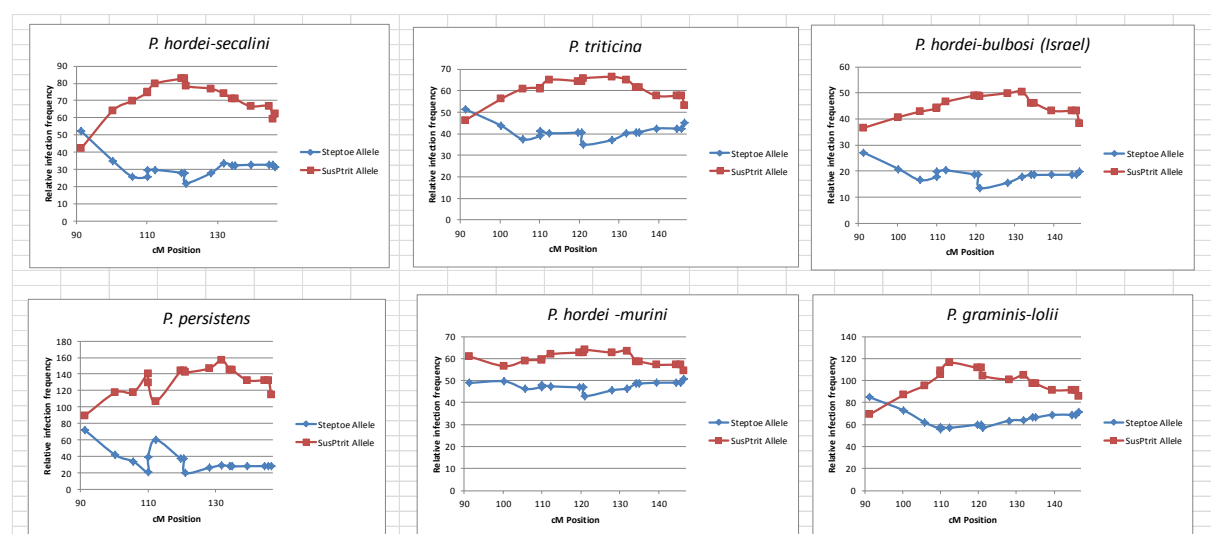 P. hordei-secalini
Relative infection frequency
90
80
70
60
50
40
30
20
10
0
90 110 130
cM Position
Steptoe Allele
SusPtrit Allele
P. triticina
Relative infection frequency
70
60
50
40
30
20
10
0
90 100 110 120 130 140
cM Position
Steptoe Allele
SusPtrit Allele
P. hordei-bulbosi (Israel)
Relative infection frequency
60
50
40
30
20
10
0
90 100 110 120 130 140
cM Position
Steptoe Allele
SusPtrit Allele
P. persistens
Relative infection frequency
180
160
140
120
100
80
60
40
20
0
90 110 130
cM Position
Steptoe Allele
SusPtrit Allele
P. hordei -murini
Relative infection frequency
70
60
50
40
30
20
10
0
90 100 110 120 130 140
cM Position
Steptoe Allele
SusPtrit Allele
P. graminis-lolii
Relative infection frequency
140
120
100
80
60
40
20
0
90 100 110 120 130 140
cM Position
Steptoe Allele
SusPtrit Allele